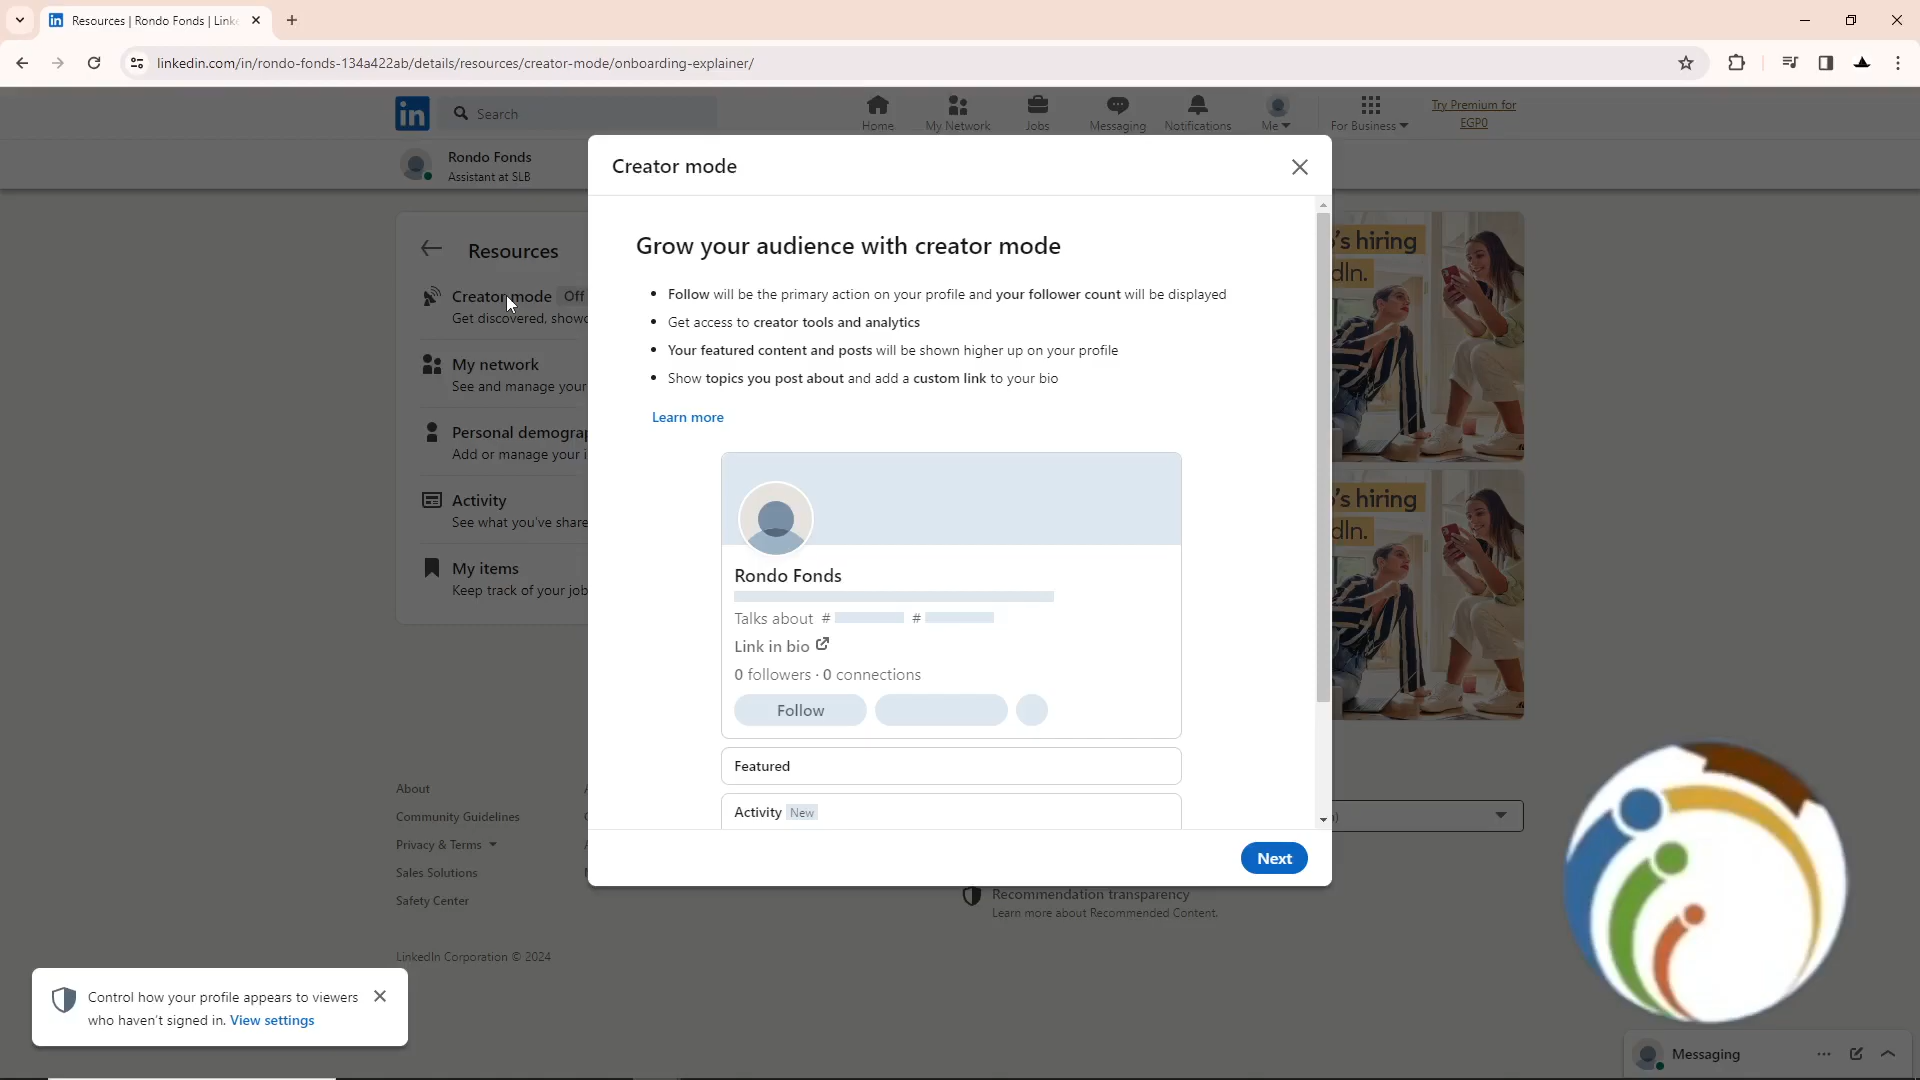 Resources | Rondo Fonds | Linke
linkedin.com/in/rondo-fonds-134a422ab/details/resources/creator-mode/onboarding-explainer/
in
Search
Home
My Network
Jobs
Messaging
Notifications
Me
For Business
Try Premium for
EGP0
Rondo Fonds
Assistant at SLB
Creator mode
Resources
Creator mode Off
Get discovered, showc
My network
See and manage your
Personal demograp
Add or manage your i
Activity
See what you've share
My items
Keep track of your job
Grow your audience with creator mode
• Follow will be the primary action on your profile and your follower count will be displayed
• Get access to creator tools and analytics
• Your featured content and posts will be shown higher up on your profile
• Show topics you post about and add a custom link to your bio
Learn more
Rondo Fonds
Talks about # #
Link in bio
0 followers · 0 connections
Follow
Featured
Activity New
Next
's hiring
dIn.
's hiring
dIn.
About
Community Guidelines
Privacy & Terms
Sales Solutions
Safety Center
Recommendation transparency
Learn more about Recommended Content.
LinkedIn Corporation © 2024
Control how your profile appears to viewers
who haven't signed in. View settings
Messaging